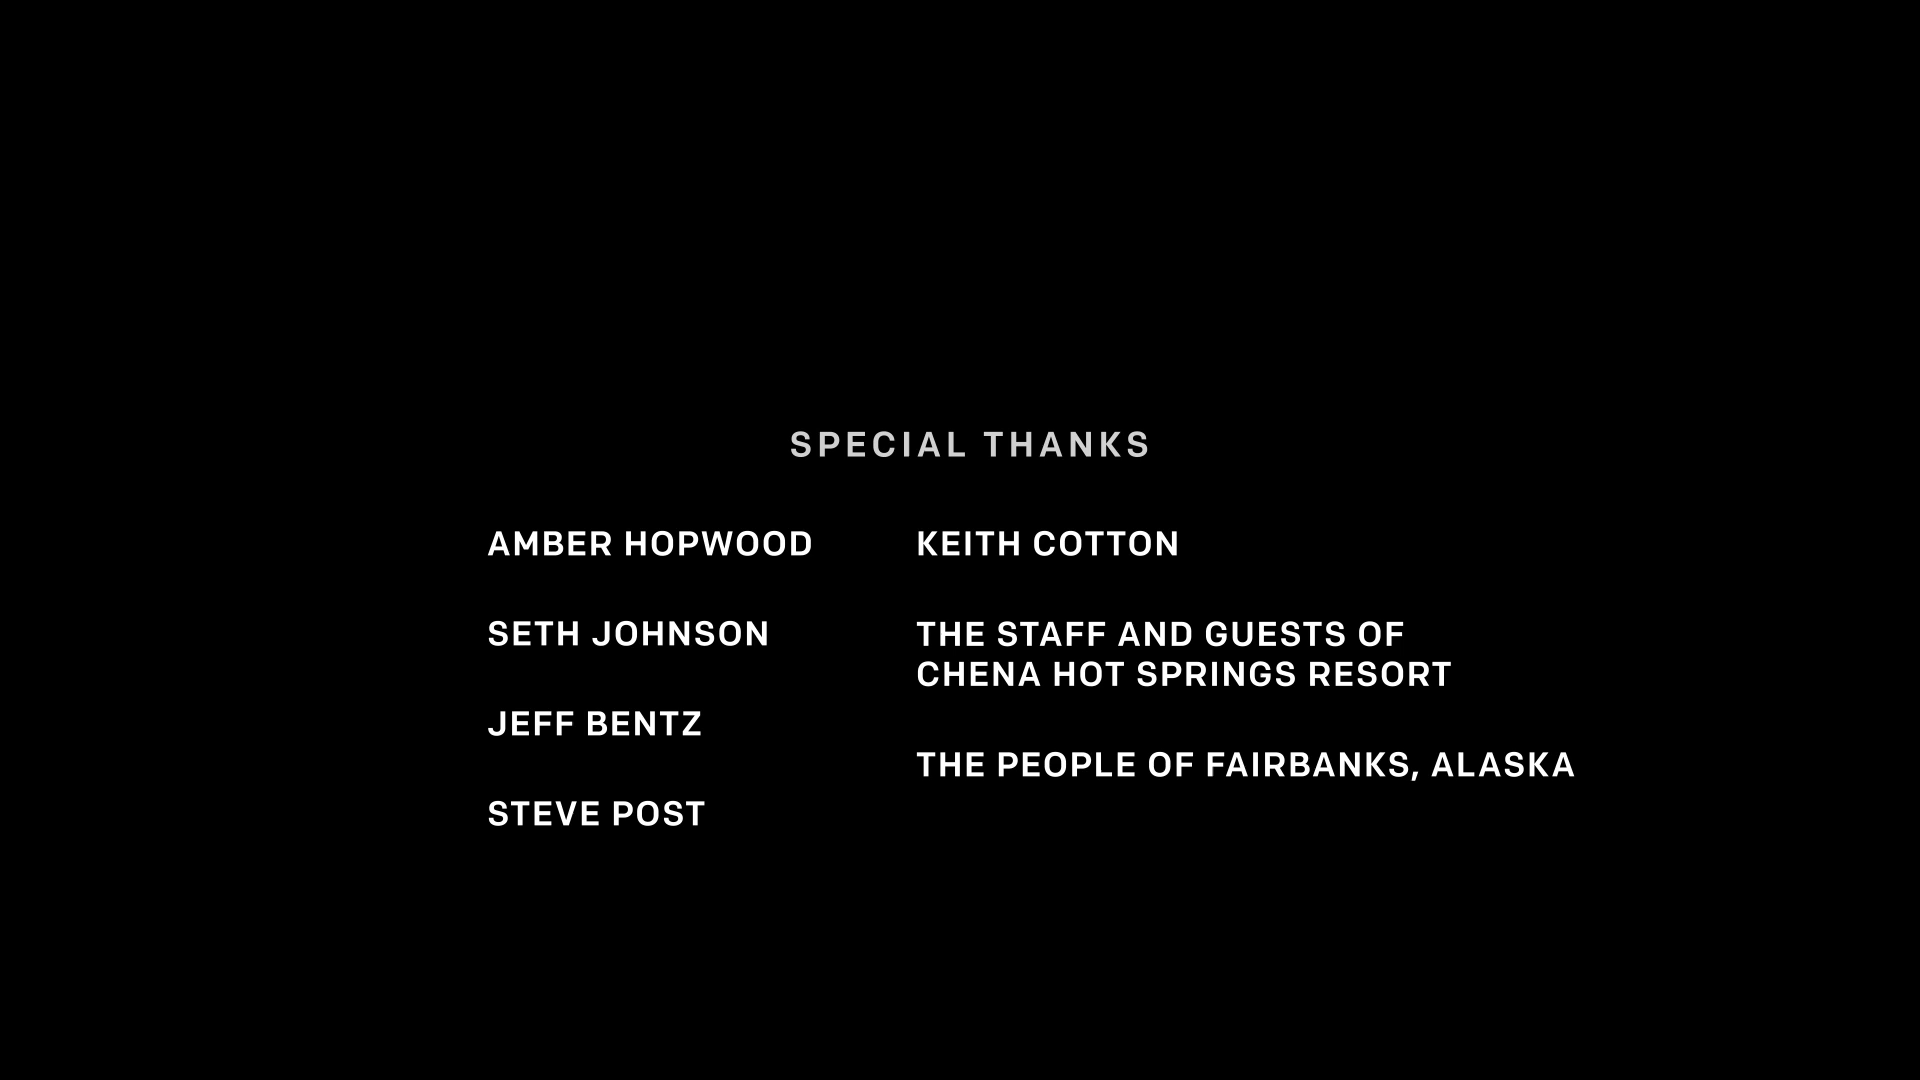 SPECIAL THANKS
AMBER HOPWOOD
SETH JOHNSON
JEFF BENTZ
STEVE POST
KEITH COTTON
THE STAFF AND GUESTS OF
CHENA HOT SPRINGS RESORT
THE PEOPLE OF FAIRBANKS, ALASKA